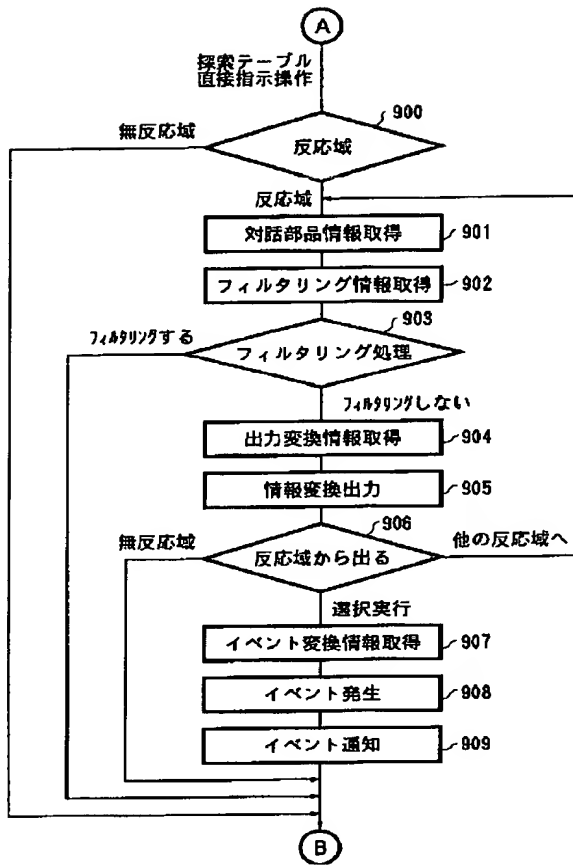 A
探索テーブル
直接指示操作
900
無反応域
反応域
反応域
対話部品情報取得
901
フィルタリング情報取得
902
903
フィルタリングする
フィルタリング処理
フィルタリングしない
出力変換情報取得
904
情報変換出力
905
906
無反応域
反応域から出る
他の反応域へ
選択実行
イベント変換情報取得
907
イベント発生
908
イベント通知
909
B